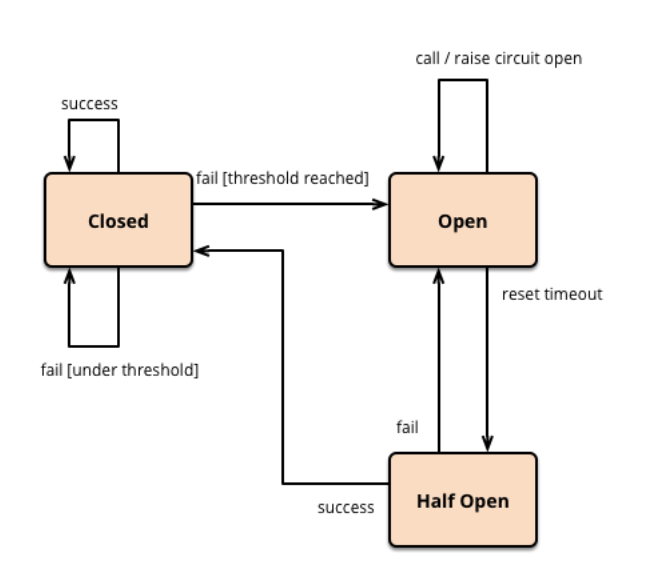 call / raise circuit open
success
fail [threshold reached]
Closed
Open
reset timeout
fail [under threshold]
fail
Half Open
success